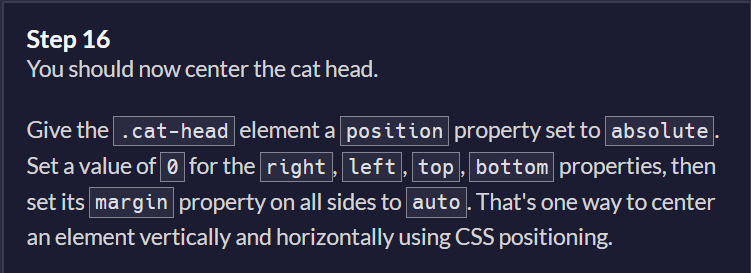 Step 16
You should now center the cat head.
Give the .cat-head element a position property set to absolute.
Set a value of 0 for the right, left, top, bottom properties, then
set its margin property on all sides to auto. That's one way to center
an element vertically and horizontally using CSS positioning.